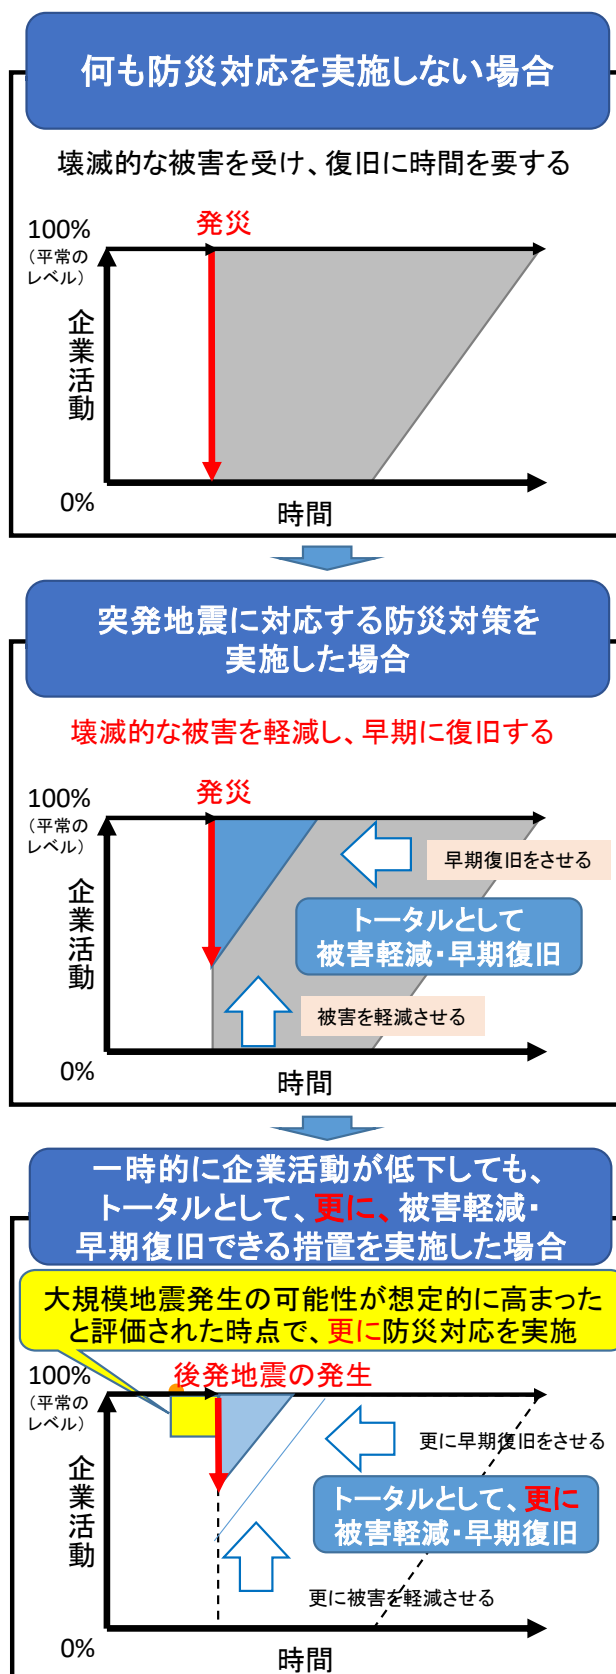 何も防災対応を実施しない場合
壊滅的な被害を受け、復旧に時間を要する
100%
(平常の
レベル)
発災
企業活動
0%
時間
突発地震に対応する防災対策を
実施した場合
壊滅的な被害を軽減し、早期に復旧する
100%
(平常の
レベル)
発災
早期復旧をさせる
企業活動
トータルとして
被害軽減・早期復旧
被害を軽減させる
0%
時間
一時的に企業活動が低下しても、
トータルとして、更に、被害軽減・
早期復旧できる措置を実施した場合
大規模地震発生の可能性が想定的に高まった
と評価された時点で、更に防災対応を実施
100%
(平常の
レベル)
後発地震の発生
更に早期復旧をさせる
企業活動
トータルとして、更に
被害軽減・早期復旧
更に被害を軽減させる
0%
時間